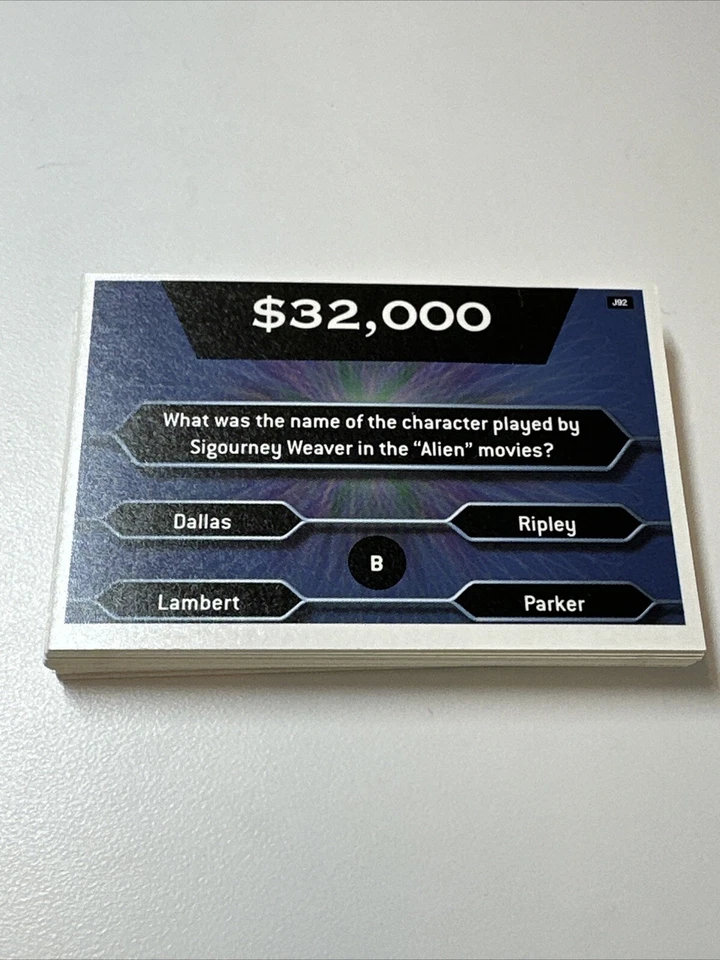 $32,000
J92
What was the name of the character played by
Sigourney Weaver in the “Alien” movies?
Dallas
Ripley
B
Lambert
Parker